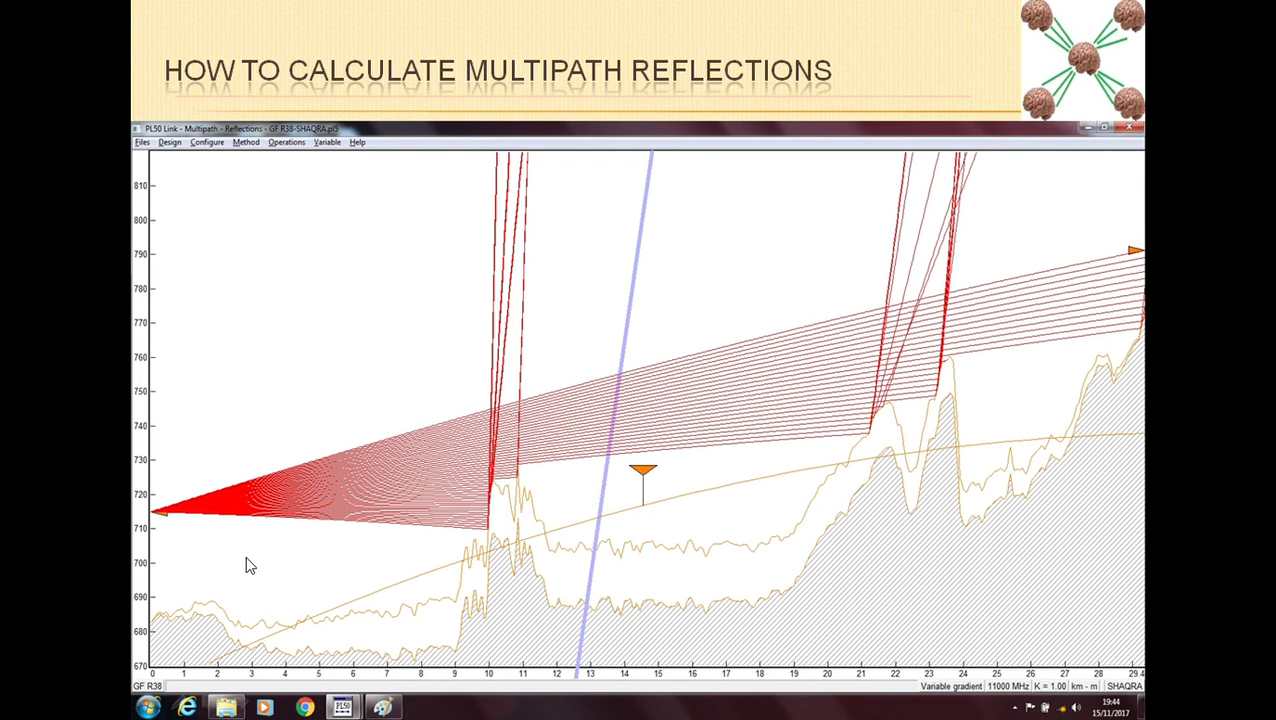 HOW TO CALCULATE MULTIPATH REFLECTIONS
PL50 Link - Multipath - Reflections - GF R38-SHAQRA.pl5
Files Design Configure Method Operations Variable Help
810
800
790
780
770
760
750
740
730
720
710
700
690
680
670
0 1 2 3 4 5 6 7 8 9 10 11 12 13 14 15 16 17 18 19 20 21 22 23 24 25 26 27 28 29.4
GF R38 Variable gradient 11000 MHz K = 1.00 km - m SHAQRA
PL50
19:44
15/11/2017